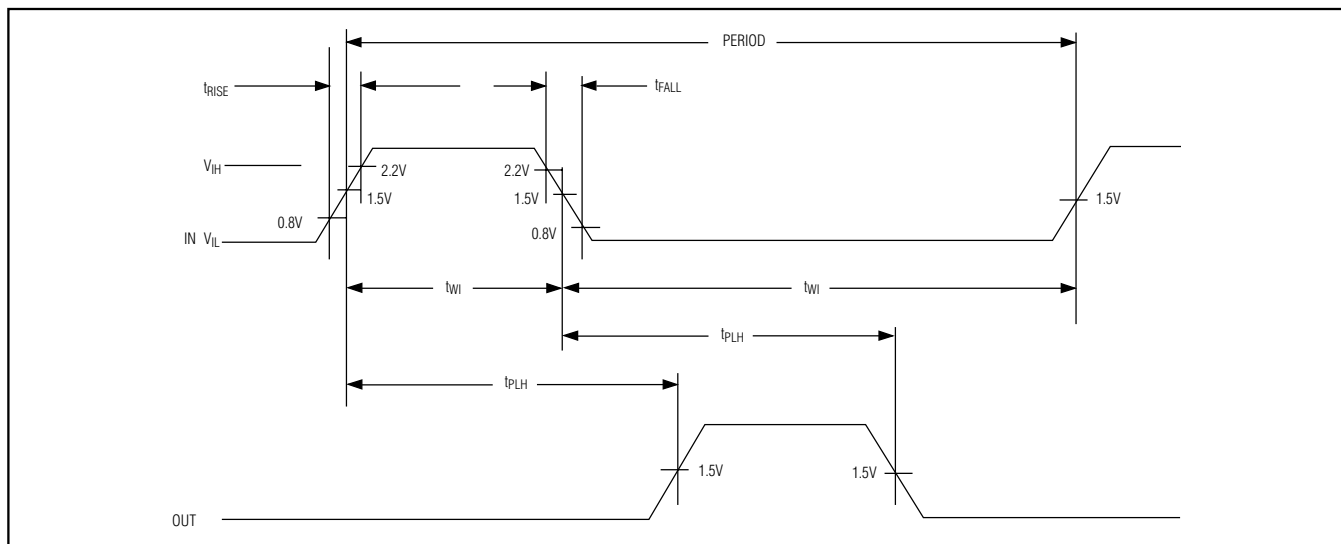 PERIOD
tRISE
tFALL
VIH
2.2V
2.2V
1.5V
1.5V
1.5V
0.8V
0.8V
IN VIL
tWI
tWI
tPLH
tPLH
1.5V
1.5V
OUT